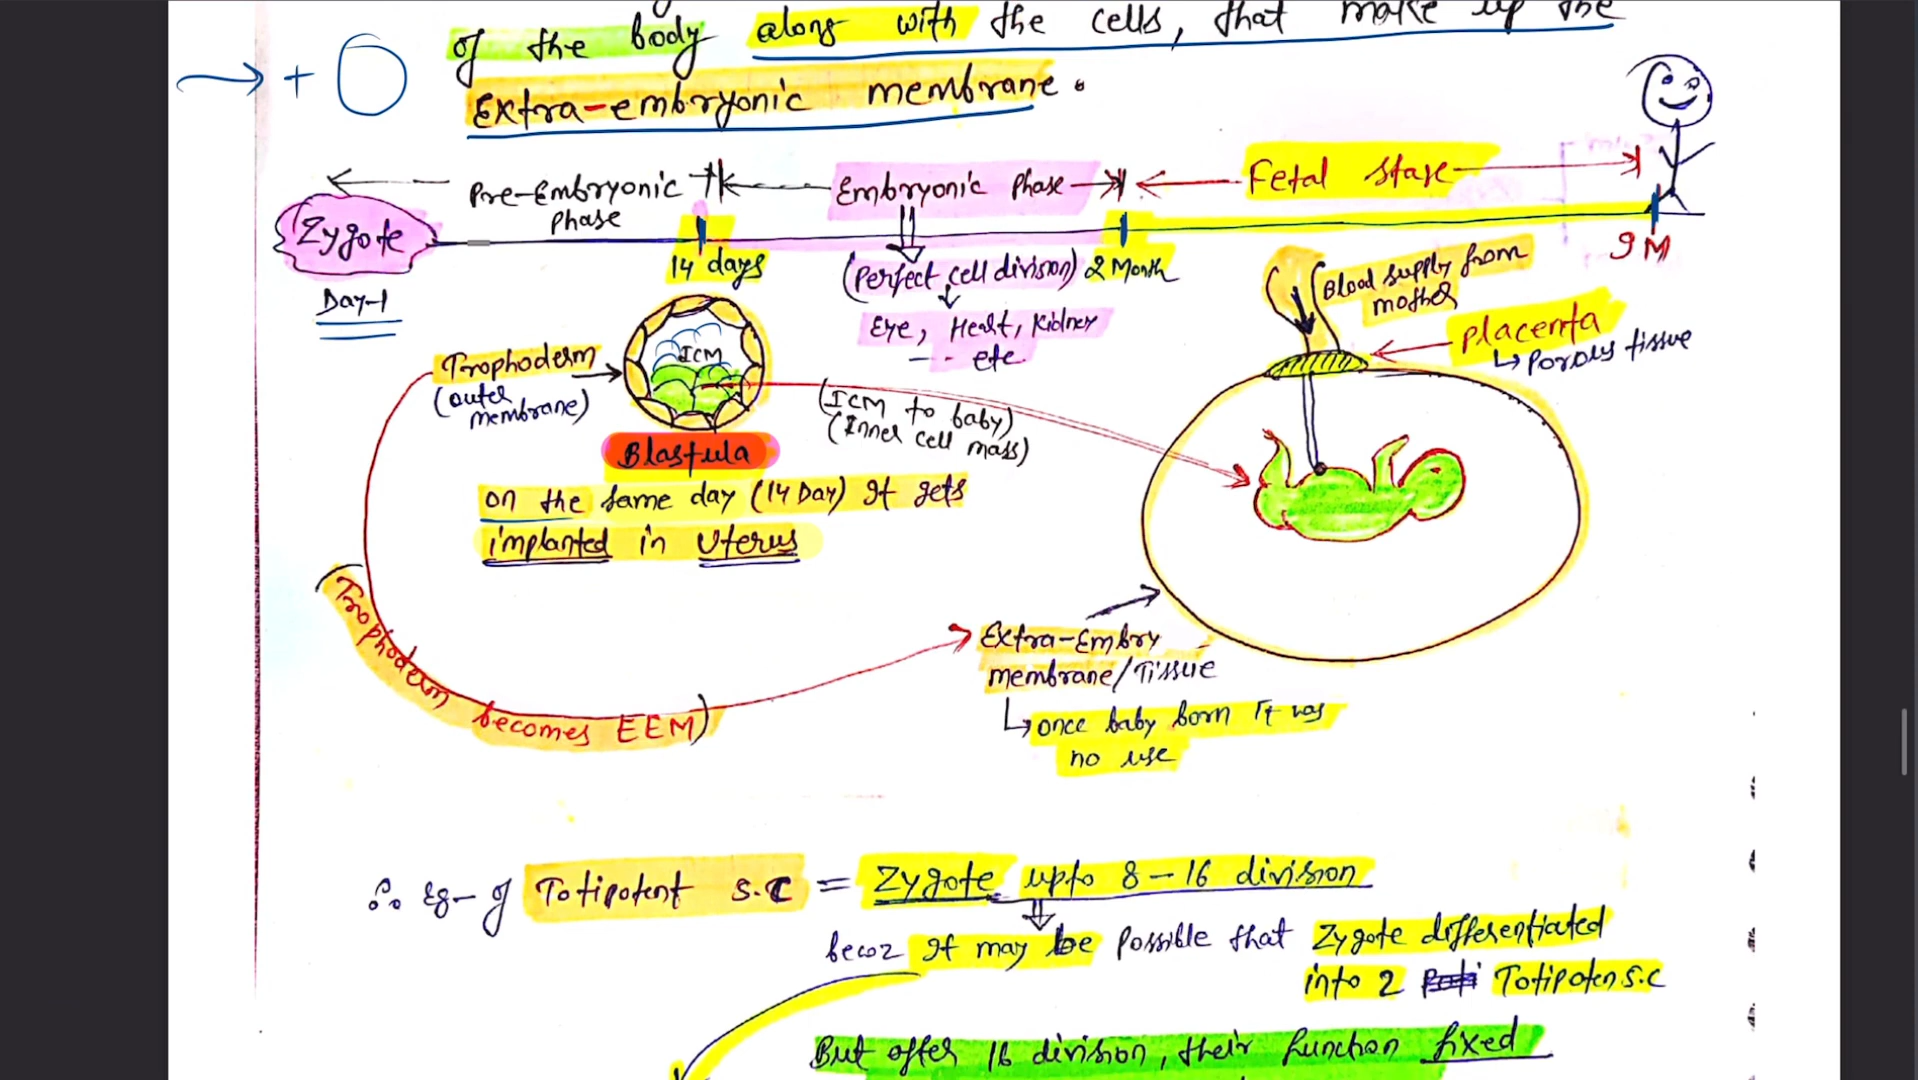 of the body along with the cells, that make up the
Extra-embryonic membrane.
+
Pre-Embryonic phase
Embryonic phase
Fetal stage
Zygote
Day-1
14 days
(Perfect cell division)
Eye, Heart, Kidney
--- etc
2 Month
9 M
Blood supply from
mother
Placenta
↳ Porous tissue
Trophoderm
(outer
membrane)
ICM
Blastula
(ICM to baby)
(Inner cell mass)
on the same day (14 Day) It gets
implanted in Uterus
(Trophoderm becomes EEM)
Extra-Embry
membrane/Tissue
↳ once baby born It has
no use
∴ Eg- of Totipotent s.c = Zygote upto 8-16 division
becoz It may be possible that Zygote differentiated
into 2 Totipoten s.c
But after 16 division, their function fixed